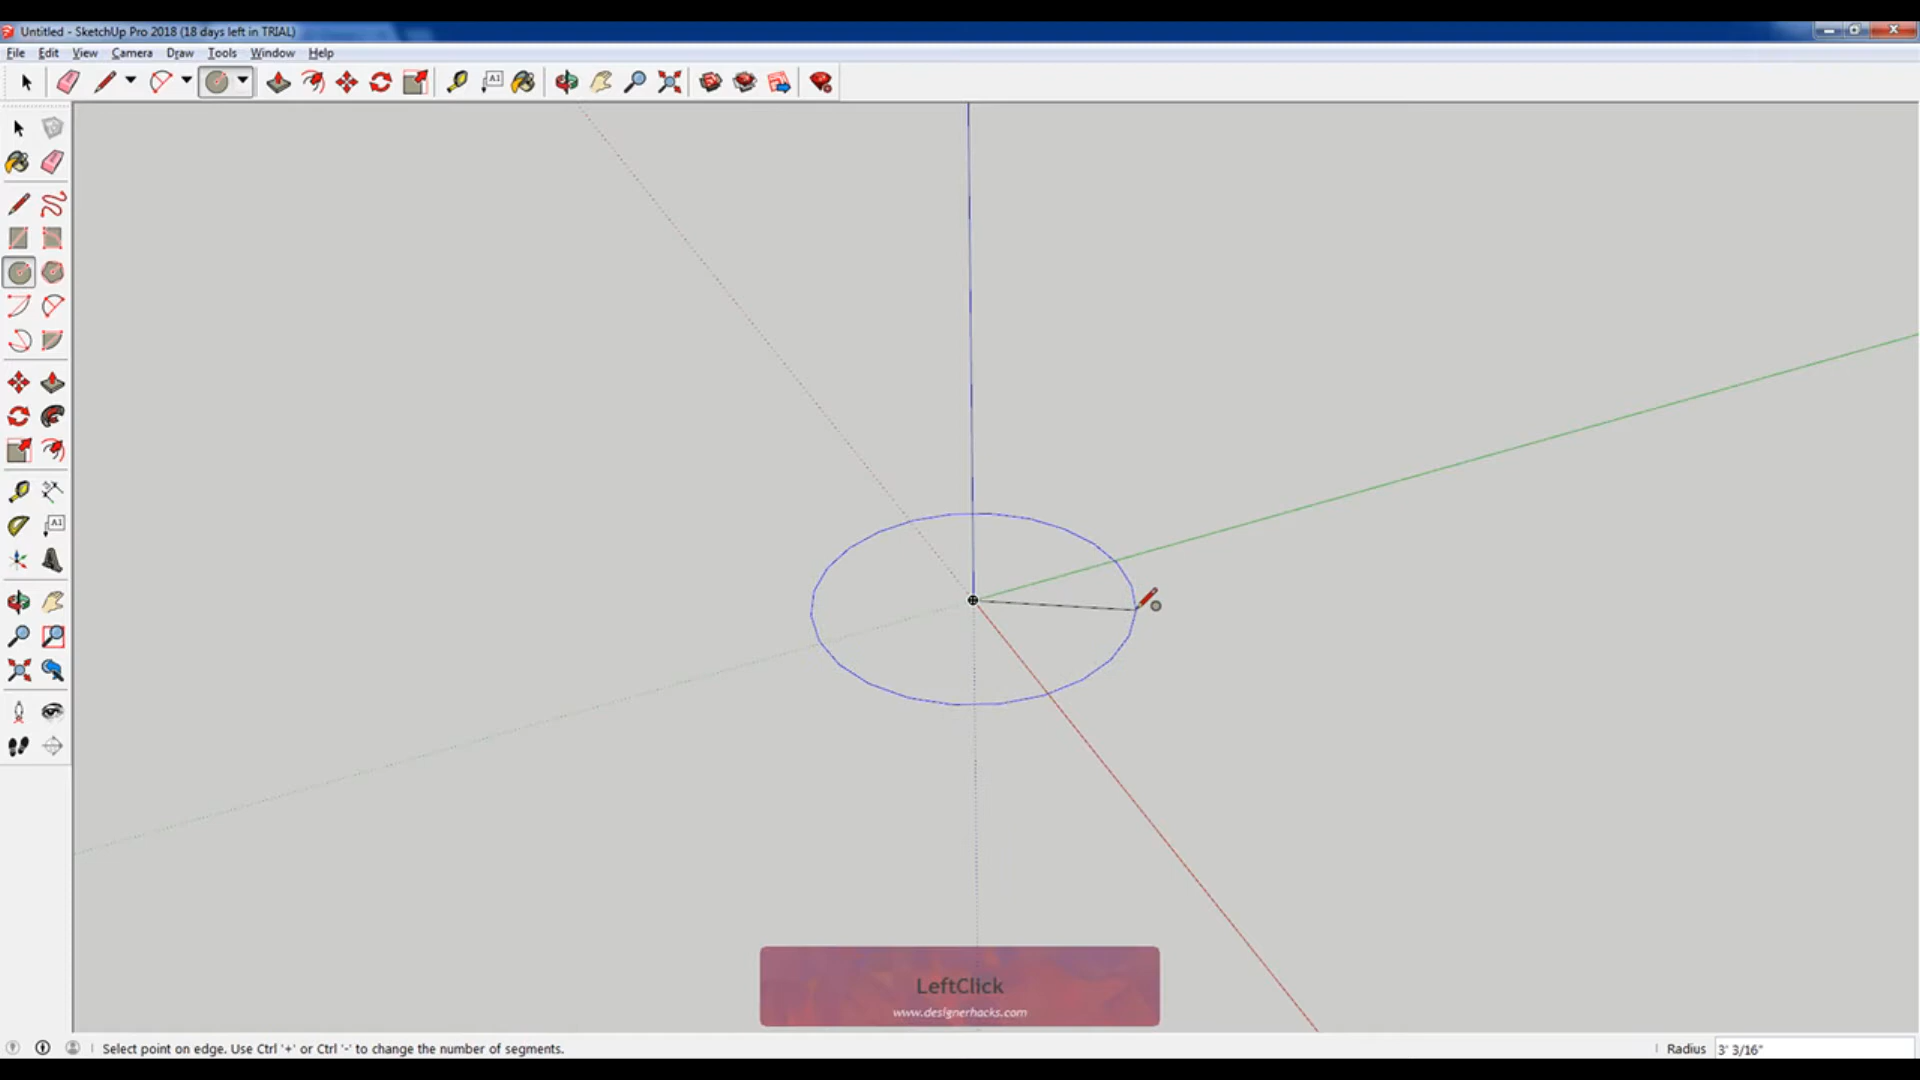 Untitled - SketchUp Pro 2018 (18 days left in TRIAL)
File Edit View Camera Draw Tools Window Help
A1
A1
LeftClick
www.designerhacks.com
Select point on edge. Use Ctrl '+' or Ctrl '-' to change the number of segments.
Radius 3' 3/16"